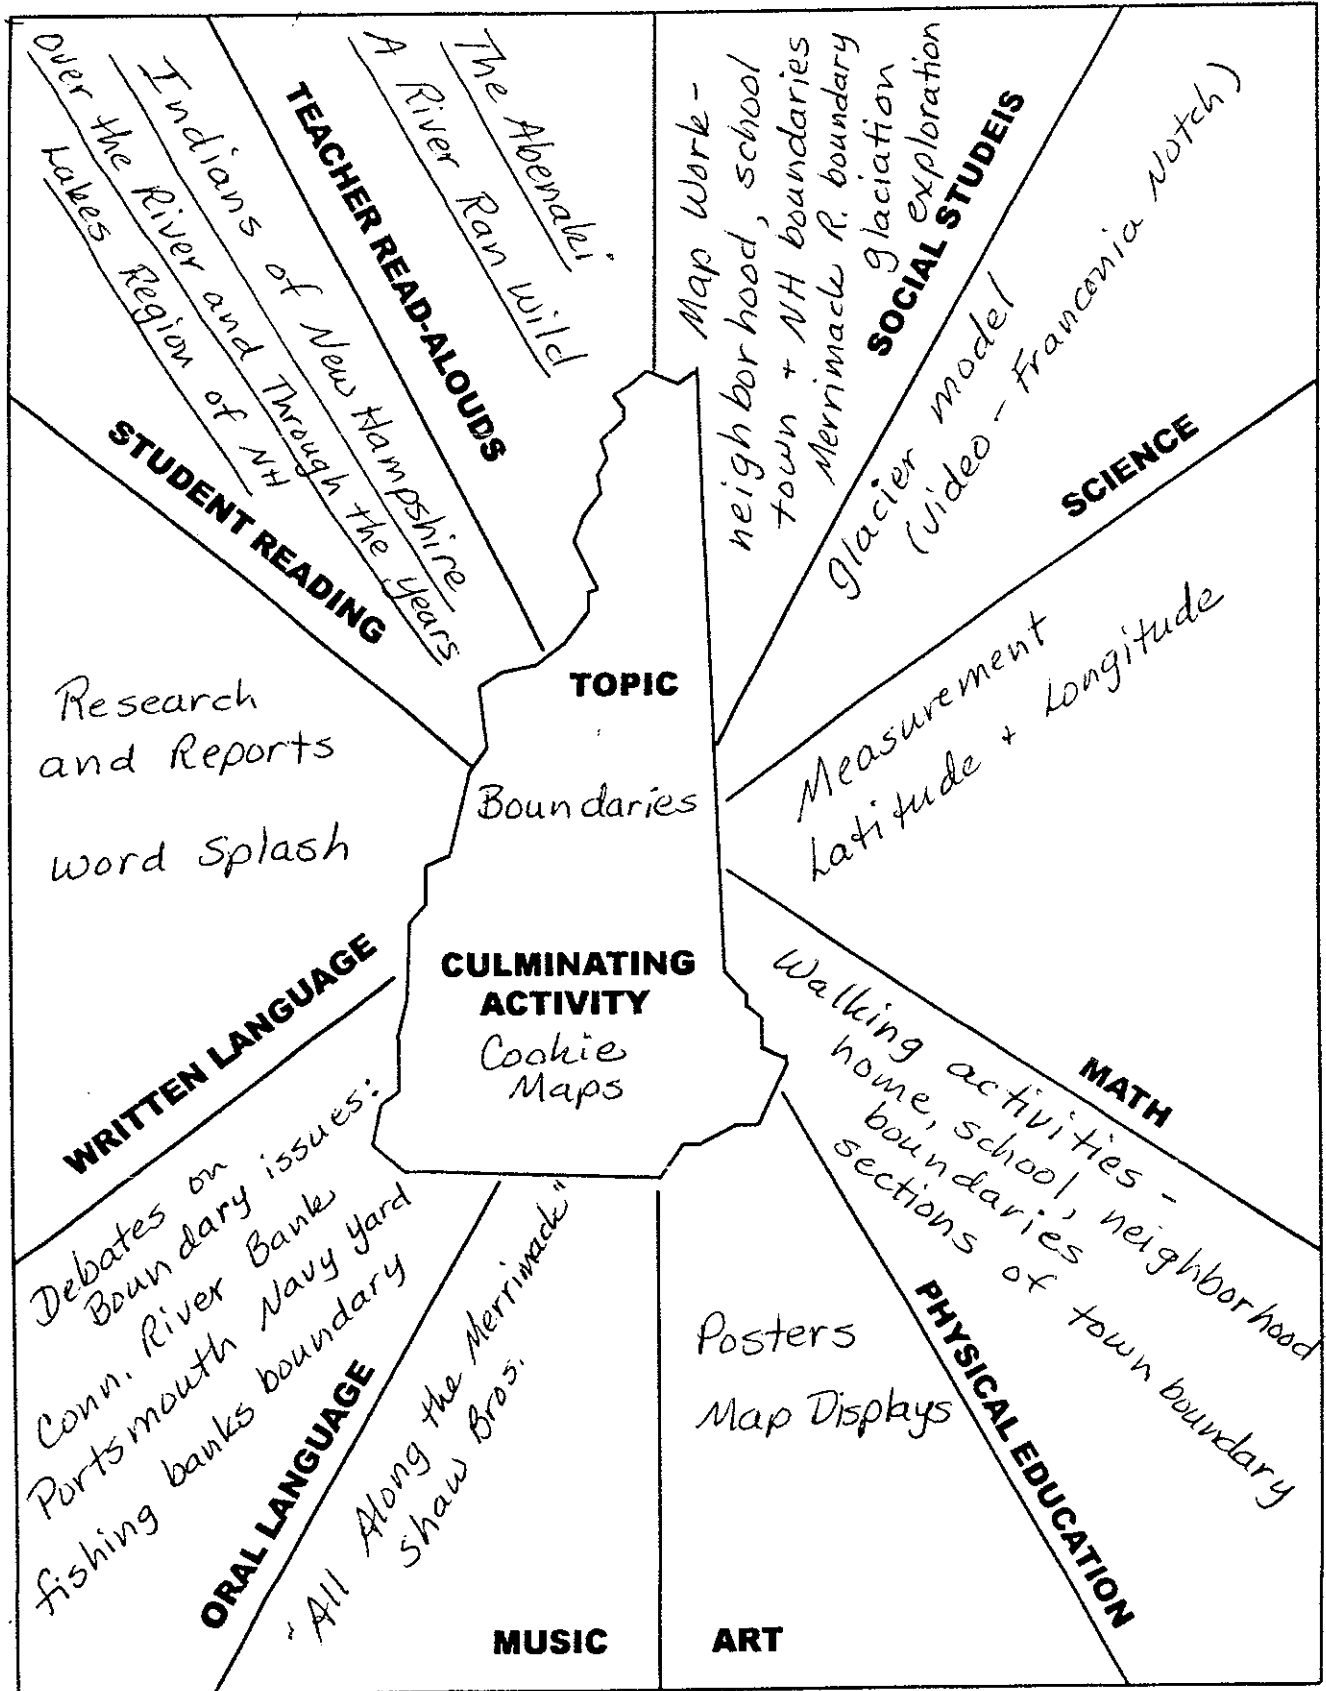 TEACHER READ-ALOUDS
The Abenaki
A River Ran Wild
SOCIAL STUDEIS
Map Work -
neighborhood, school
town + NH boundaries
Merrimack R. boundary
glaciation
exploration
SCIENCE
glacier model
(video - Franconia Notch)
MATH
Measurement
Latitude + Longitude
PHYSICAL EDUCATION
Walking activities -
home, school, neighborhood
boundaries
sections of town boundary
ART
Posters
Map Displays
MUSIC
"All Along the Merrimack"
Shaw Bros.
ORAL LANGUAGE
Debates on
Boundary issues:
Conn. River Bank
Portsmouth Navy Yard
fishing banks boundary
WRITTEN LANGUAGE
Research
and Reports
Word Splash
STUDENT READING
Indians of New Hampshire
Over the River and Through the Years
Lakes Region of NH
TOPIC
Boundaries
CULMINATING
ACTIVITY
Cookie
Maps